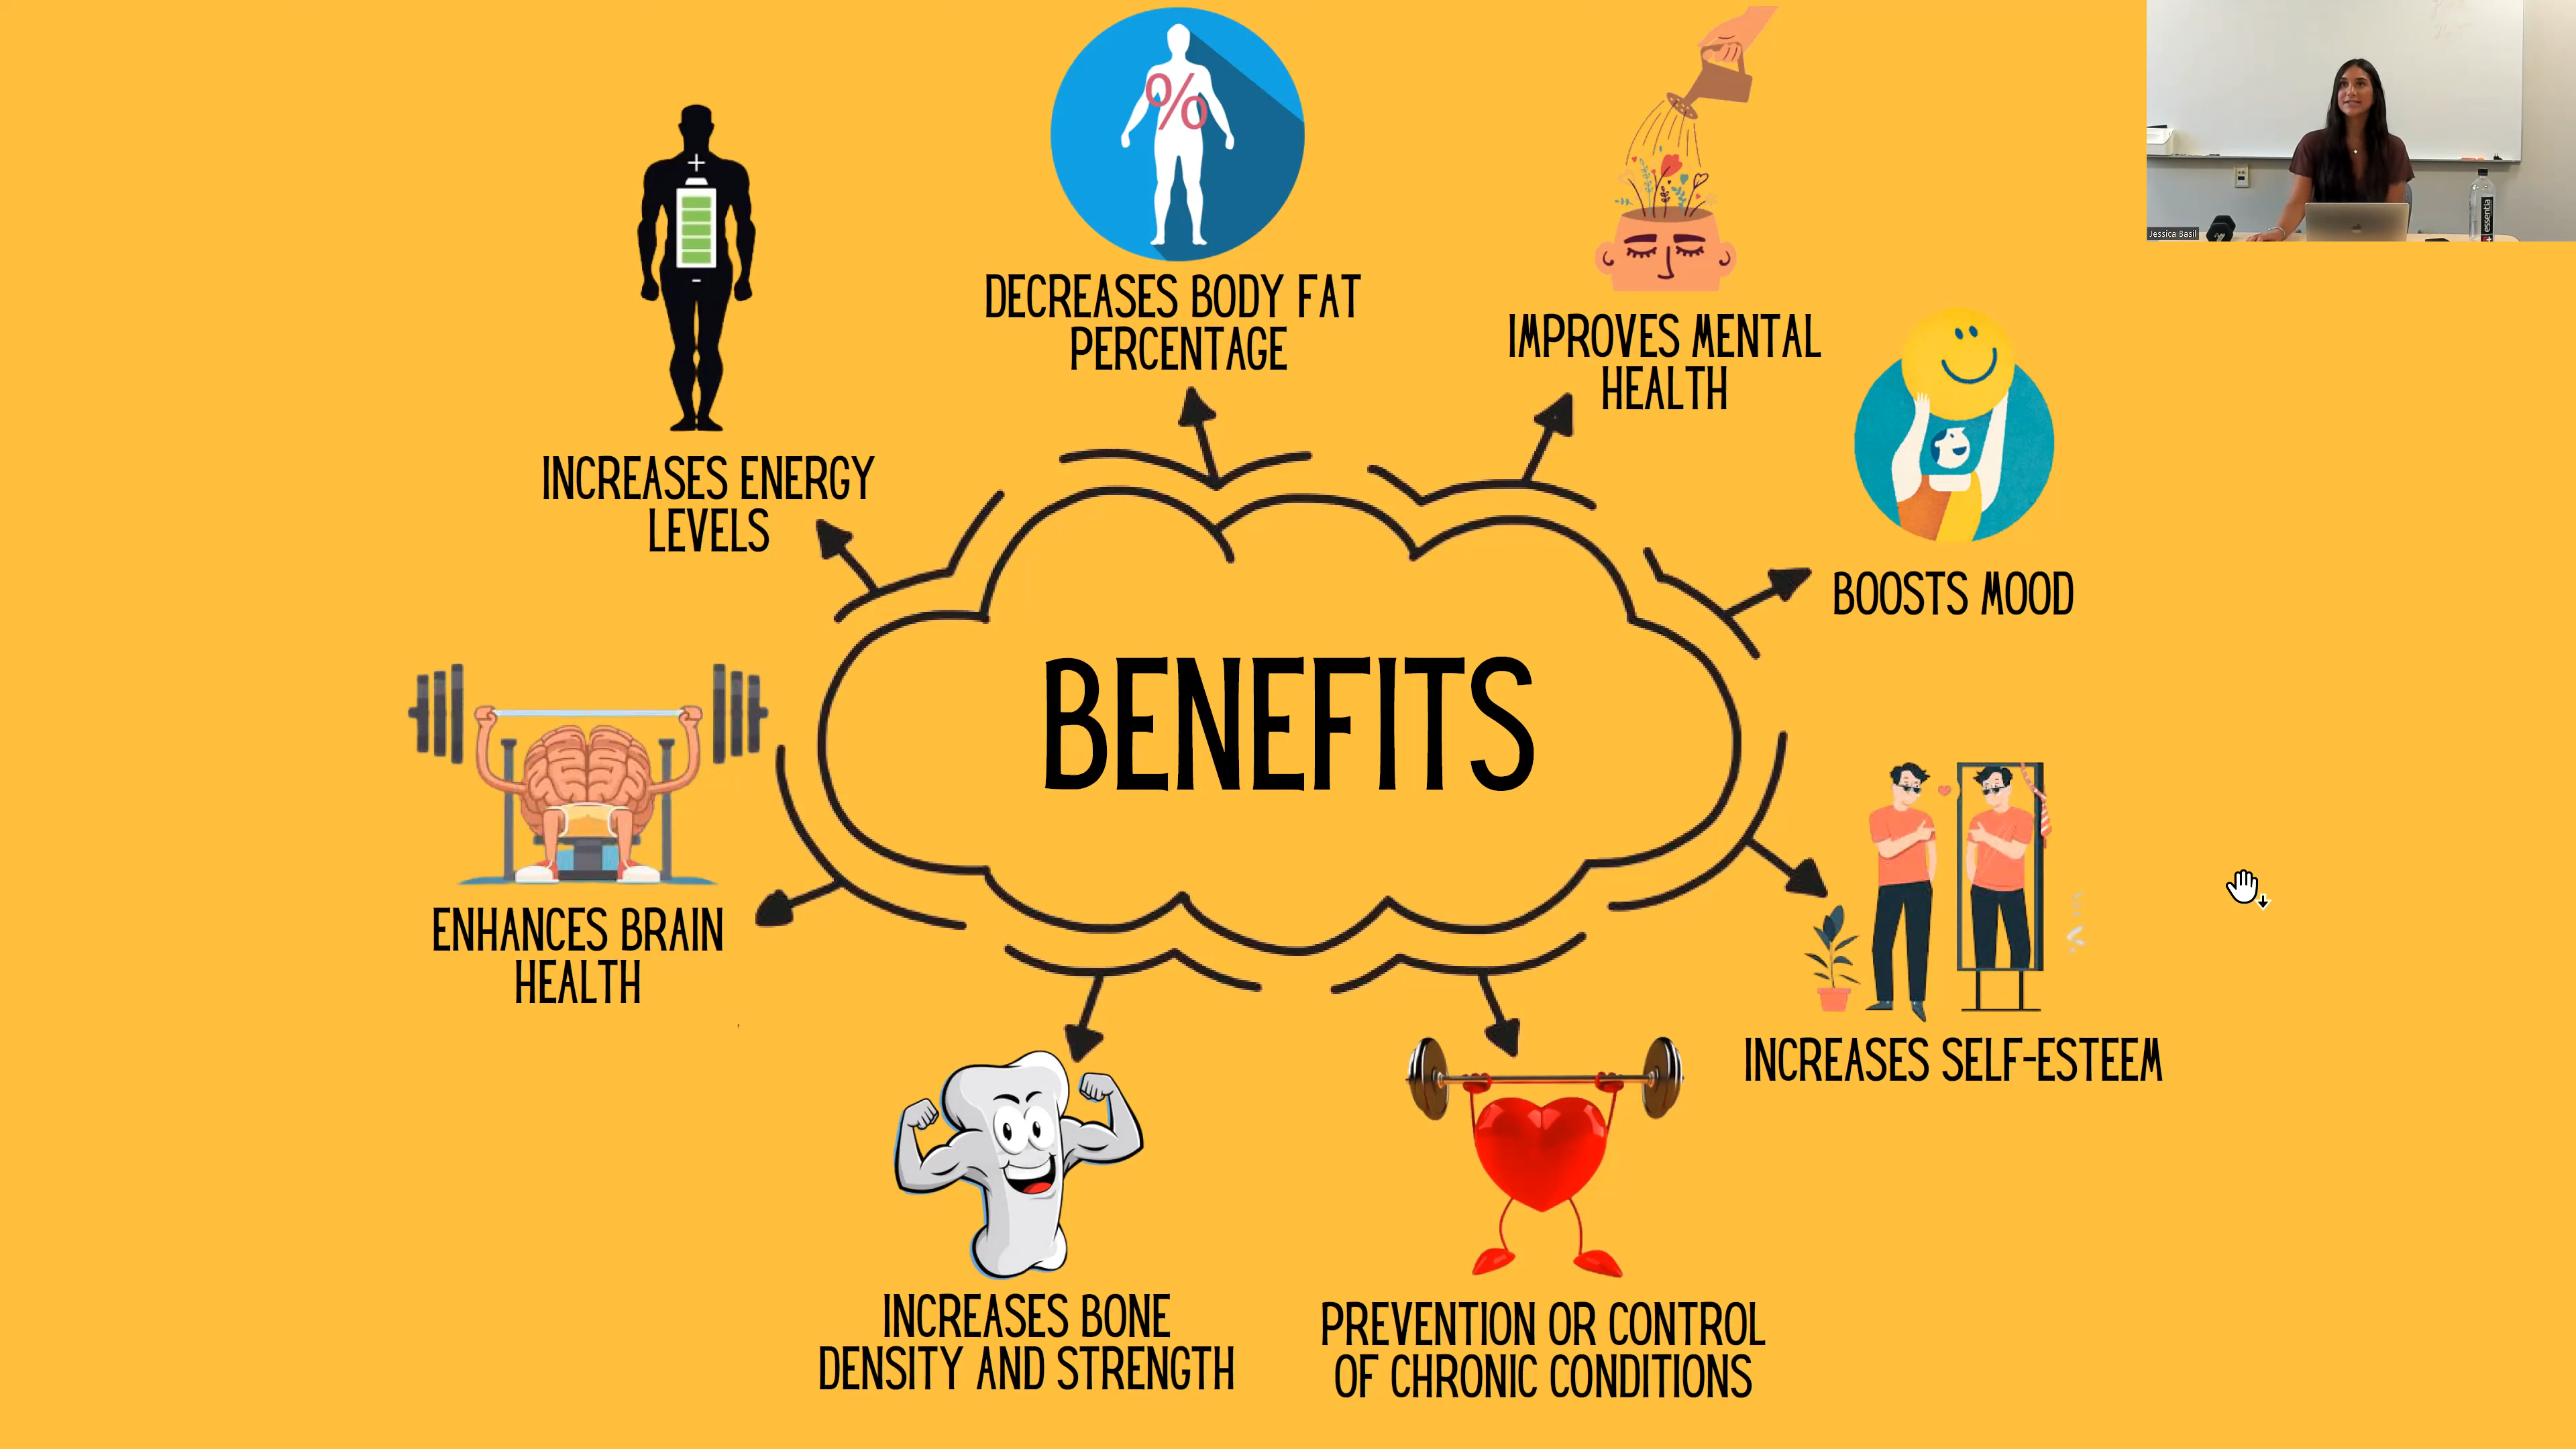 DECREASES BODY FAT
PERCENTAGE
IMPROVES MENTAL
HEALTH
BOOSTS MOOD
INCREASES ENERGY
LEVELS
BENEFITS
ENHANCES BRAIN
HEALTH
INCREASES SELF-ESTEEM
INCREASES BONE
DENSITY AND STRENGTH
PREVENTION OR CONTROL
OF CHRONIC CONDITIONS
%
+
-
Jessica Basil
essentia